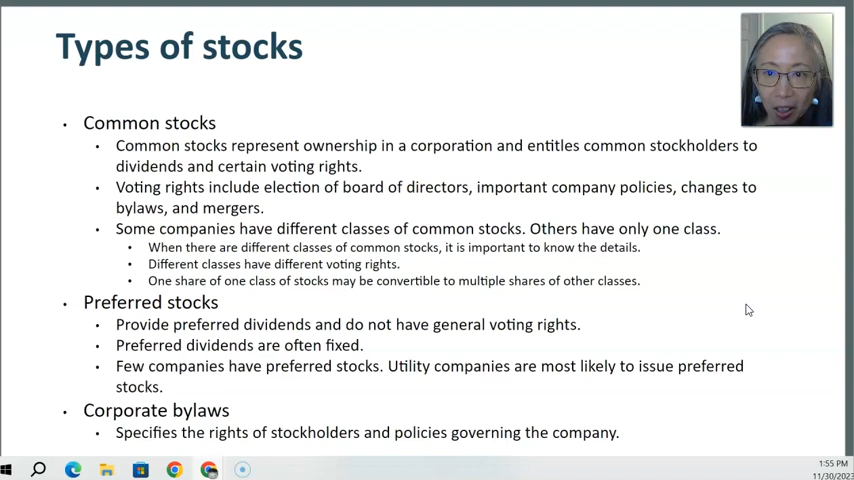 Types of stocks
• Common stocks
• Common stocks represent ownership in a corporation and entitles common stockholders to
dividends and certain voting rights.
• Voting rights include election of board of directors, important company policies, changes to
bylaws, and mergers.
• Some companies have different classes of common stocks. Others have only one class.
• When there are different classes of common stocks, it is important to know the details.
• Different classes have different voting rights.
• One share of one class of stocks may be convertible to multiple shares of other classes.
• Preferred stocks
• Provide preferred dividends and do not have general voting rights.
• Preferred dividends are often fixed.
• Few companies have preferred stocks. Utility companies are most likely to issue preferred
stocks.
• Corporate bylaws
• Specifies the rights of stockholders and policies governing the company.
1:55 PM
11/30/2023